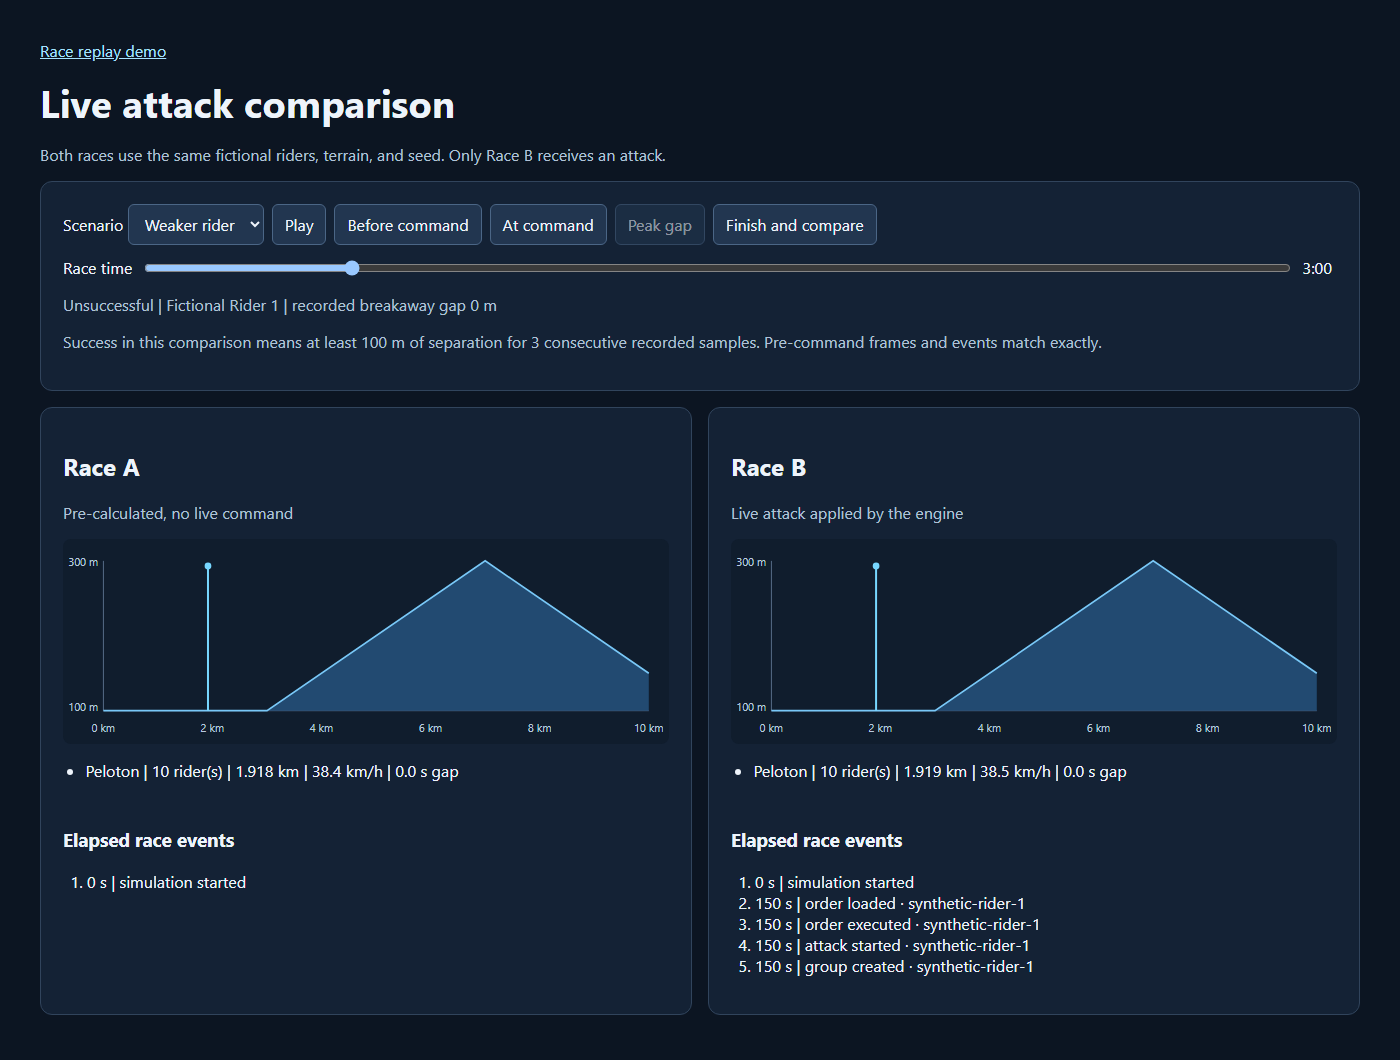 Race replay demo
Live attack comparison
Both races use the same fictional riders, terrain, and seed. Only Race B receives an attack.
Scenario Weaker rider Play Before command At command Peak gap Finish and compare
Race time 3:00
Unsuccessful | Fictional Rider 1 | recorded breakaway gap 0 m
Success in this comparison means at least 100 m of separation for 3 consecutive recorded samples. Pre-command frames and events match exactly.
Race A
Pre-calculated, no live command
300 m
100 m
0 km 2 km 4 km 6 km 8 km 10 km
• Peloton | 10 rider(s) | 1.918 km | 38.4 km/h | 0.0 s gap
Elapsed race events
1. 0 s | simulation started
Race B
Live attack applied by the engine
300 m
100 m
0 km 2 km 4 km 6 km 8 km 10 km
• Peloton | 10 rider(s) | 1.919 km | 38.5 km/h | 0.0 s gap
Elapsed race events
1. 0 s | simulation started
2. 150 s | order loaded · synthetic-rider-1
3. 150 s | order executed · synthetic-rider-1
4. 150 s | attack started · synthetic-rider-1
5. 150 s | group created · synthetic-rider-1